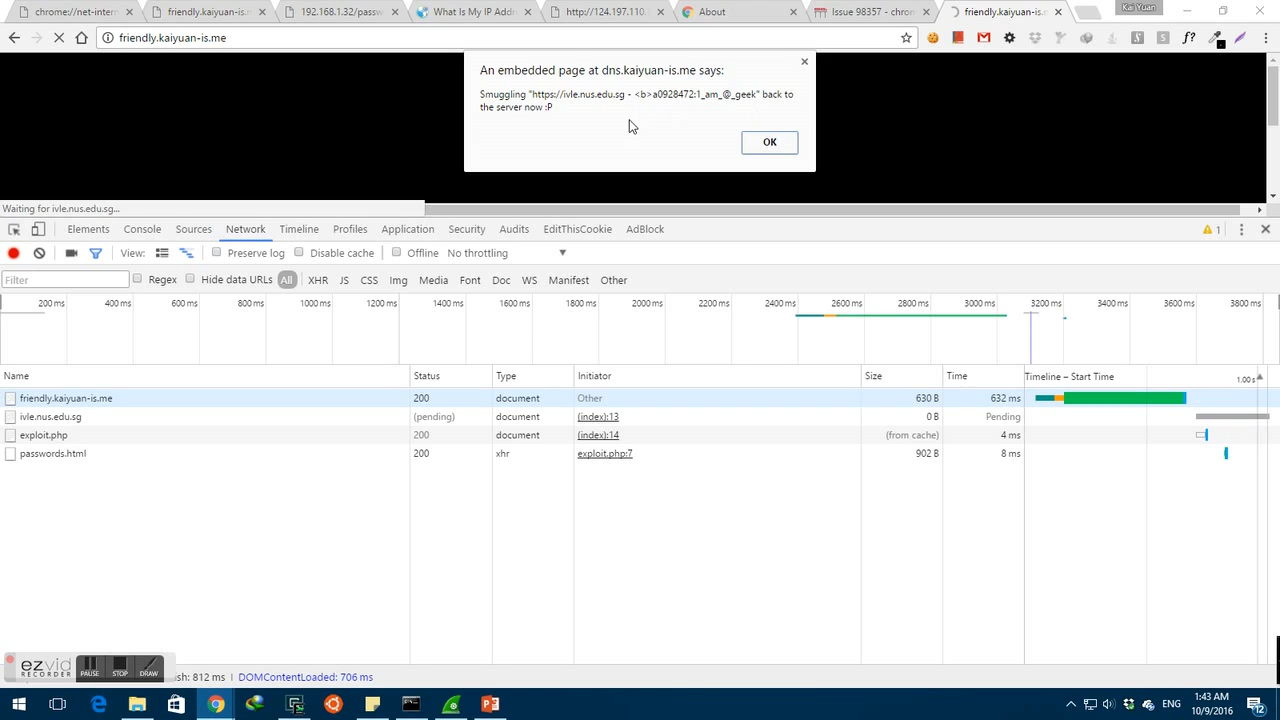 chrome://net-intern
friendly.kaiyuan-is.m
192.168.1.32/passw
What Is My IP Addr
http://124.197.110.
About
Issue 98357 - chrom
friendly.kaiyuan-is.m
Kai Yuan
friendly.kaiyuan-is.me
An embedded page at dns.kaiyuan-is.me says:
Smuggling "https://ivle.nus.edu.sg - <b>a0928472:1_am_@_geek" back to
the server now :P
OK
Waiting for ivle.nus.edu.sg...
Elements Console Sources Network Timeline Profiles Application Security Audits EditThisCookie AdBlock 1
View: Preserve log Disable cache Offline No throttling
Filter Regex Hide data URLs All XHR JS CSS Img Media Font Doc WS Manifest Other
200 ms 400 ms 600 ms 800 ms 1000 ms 1200 ms 1400 ms 1600 ms 1800 ms 2000 ms 2200 ms 2400 ms 2600 ms 2800 ms 3000 ms 3200 ms 3400 ms 3600 ms 3800 ms
Name Status Type Initiator Size Time Timeline – Start Time 1.00 s
friendly.kaiyuan-is.me 200 document Other 630 B 632 ms
ivle.nus.edu.sg (pending) document (index):13 0 B Pending
exploit.php 200 document (index):14 (from cache) 4 ms
passwords.html 200 xhr exploit.php:7 902 B 8 ms
ezvid
RECORDER
PAUSE STOP DRAW
sh: 812 ms DOMContentLoaded: 706 ms
ENG
1:43 AM
10/9/2016
12